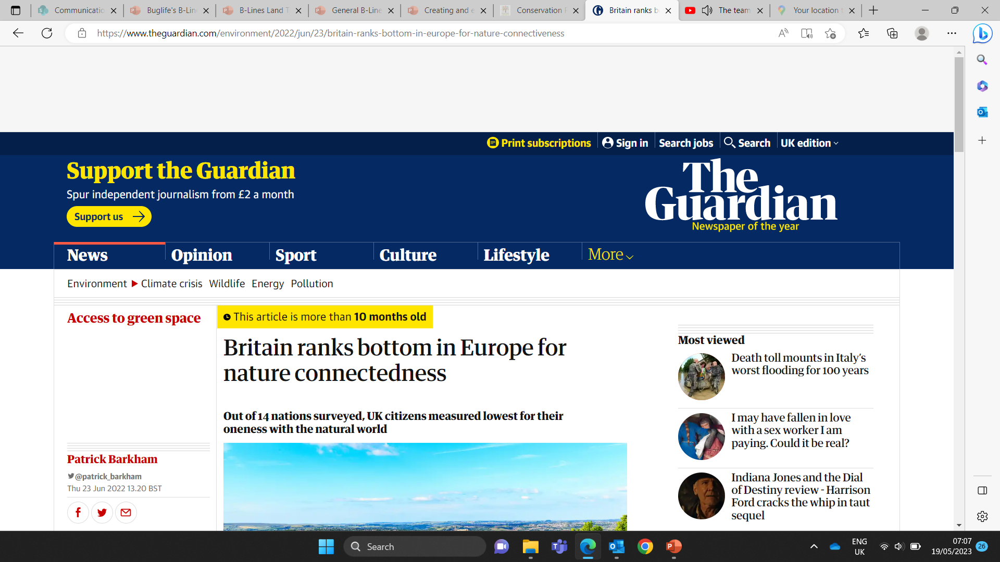 Communicatio
Buglife's B-Lin
B-Lines Land T
General B-Line
Creating and e
Conservation
Britain ranks b
The team
Your location t
https://www.theguardian.com/environment/2022/jun/23/britain-ranks-bottom-in-europe-for-nature-connectiveness
Print subscriptions
Sign in
Search jobs
Search
UK edition
Support the Guardian
Spur independent journalism from £2 a month
Support us
The
Guardian
Newspaper of the year
News
Opinion
Sport
Culture
Lifestyle
More
Environment
Climate crisis
Wildlife
Energy
Pollution
Access to green space
This article is more than 10 months old
Britain ranks bottom in Europe for
nature connectedness
Out of 14 nations surveyed, UK citizens measured lowest for their
oneness with the natural world
Patrick Barkham
@patrick_barkham
Thu 23 Jun 2022 13.20 BST
Most viewed
Death toll mounts in Italy's
worst flooding for 100 years
I may have fallen in love
with a sex worker I am
paying. Could it be real?
Indiana Jones and the Dial
of Destiny review - Harrison
Ford cracks the whip in taut
sequel
Search
ENG
UK
07:07
19/05/2023
26